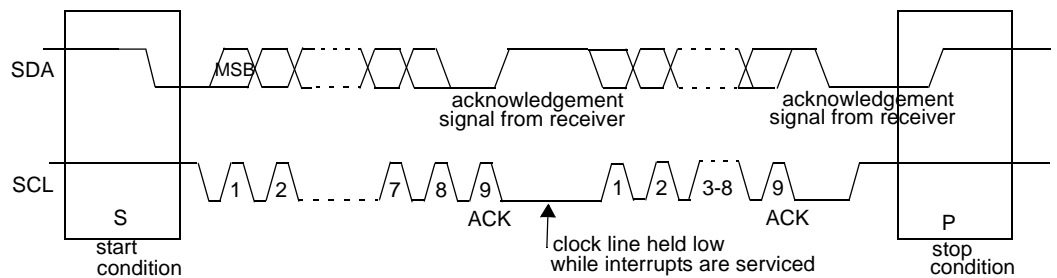 SDA
MSB
acknowledgement
signal from receiver
acknowledgement
signal from receiver
SCL
1 2 7 8 9 1 2 3-8 9
ACK
ACK
S
P
start
condition
clock line held low
while interrupts are serviced
stop
condition